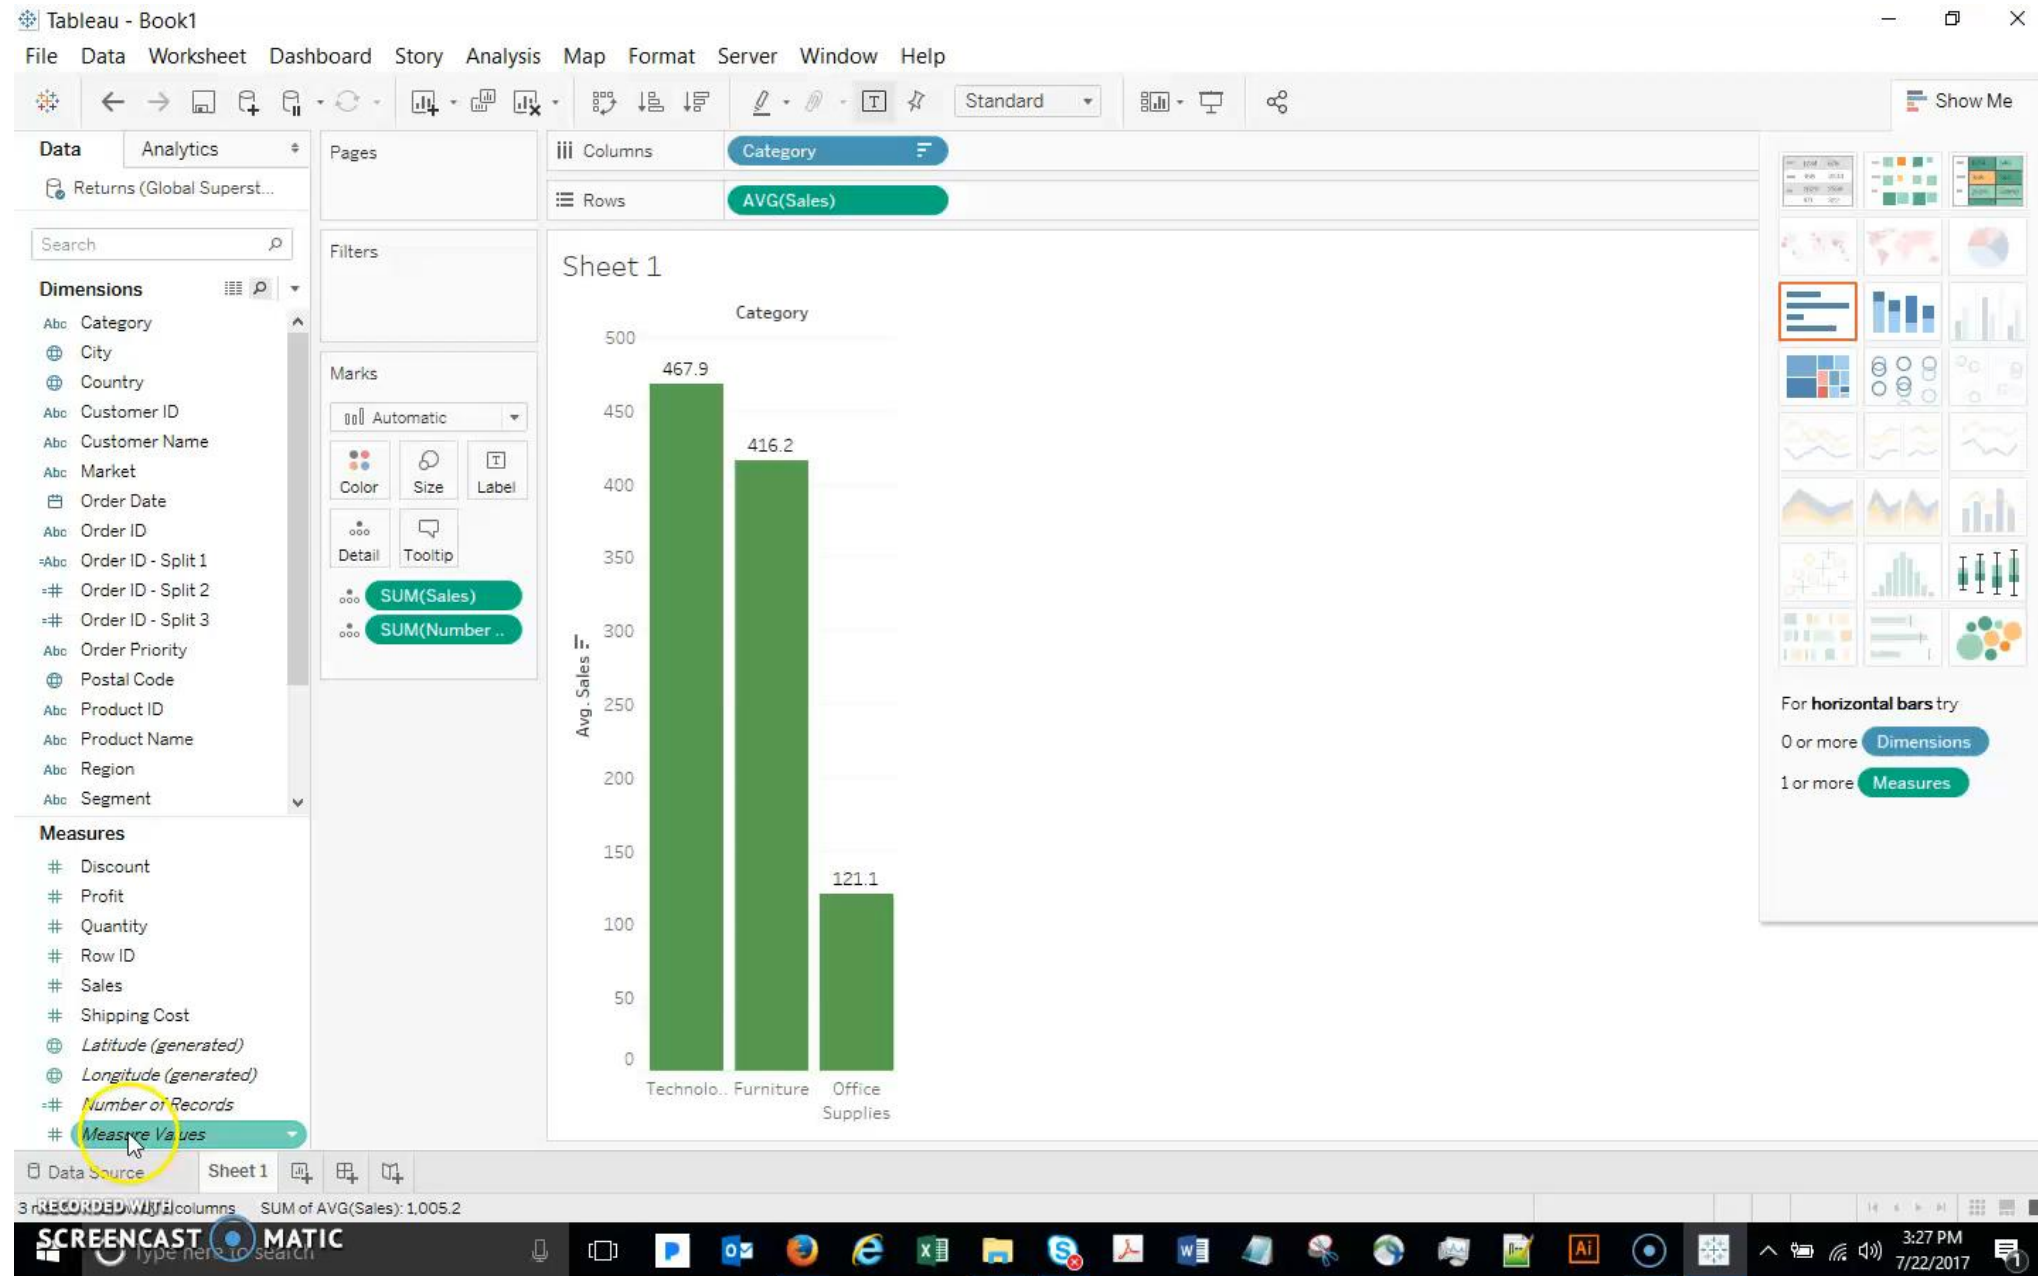 Tableau - Book1
File Data Worksheet Dashboard Story Analysis Map Format Server Window Help
Standard
Show Me
Data
Analytics
Returns (Global Superst...
Search
Dimensions
Abc Category
City
Country
Abc Customer ID
Abc Customer Name
Abc Market
Order Date
Abc Order ID
=Abc Order ID - Split 1
=# Order ID - Split 2
=# Order ID - Split 3
Abc Order Priority
Postal Code
Abc Product ID
Abc Product Name
Abc Region
Abc Segment
Measures
# Discount
# Profit
# Quantity
# Row ID
# Sales
# Shipping Cost
Latitude (generated)
Longitude (generated)
=# Number of Records
# Measure Values
Pages
Filters
Marks
Automatic
Color Size Label
Detail Tooltip
SUM(Sales)
SUM(Number ..
Columns Category
Rows AVG(Sales)
Sheet 1
Category
500
450
400
350
300
250
200
150
100
50
0
Avg. Sales
467.9
416.2
121.1
Technolo.. Furniture Office
Supplies
For horizontal bars try
0 or more Dimensions
1 or more Measures
Data Source Sheet 1
columns SUM of AVG(Sales): 1,005.2
RECORDED WITH
SCREENCAST MATIC
Type here to search
3:27 PM
7/22/2017